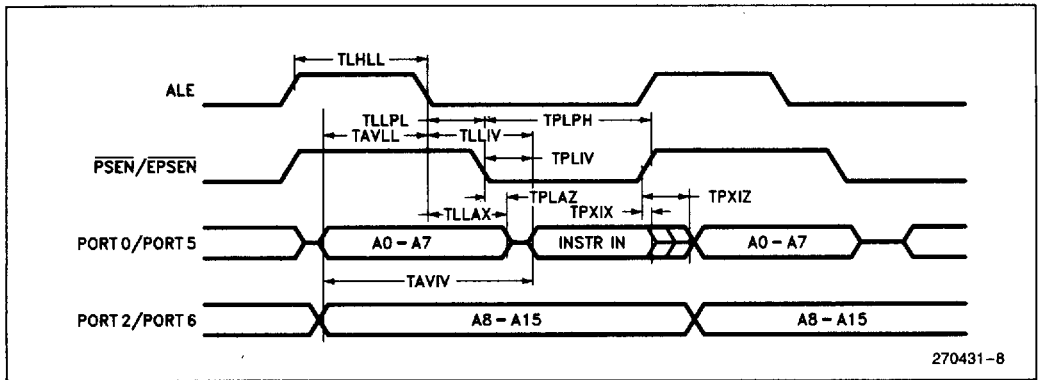 TLHLL
ALE
TLLPL
TPLPH
TAVLL
TLLIV
PSEN/EPSEN
TPLIV
TPLAZ
TPXIZ
TLLAX
TPXIX
PORT 0/PORT 5
A0-A7
INSTR IN
A0-A7
TAVIV
PORT 2/PORT 6
A8-A15
A8-A15
270431-8